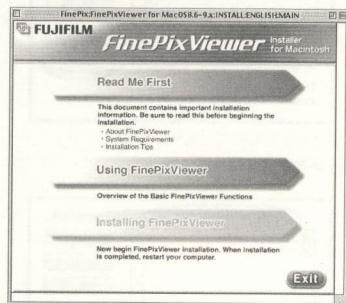 FinePix:FinePixViewer for MacOS8.6-9.x:INSTALL:ENGLISH:MAIN
FUJIFILM
FinePixViewer Installer
for Macintosh
Read Me First
This document contains important installation
information. Be sure to read this before beginning the
installation.
· About FinePixViewer
· System Requirements
· Installation Tips
Using FinePixViewer
Overview of the Basic FinePixViewer Functions
Installing FinePixViewer
Now begin FinePixViewer installation. When installation
is completed, restart your computer.
Exit